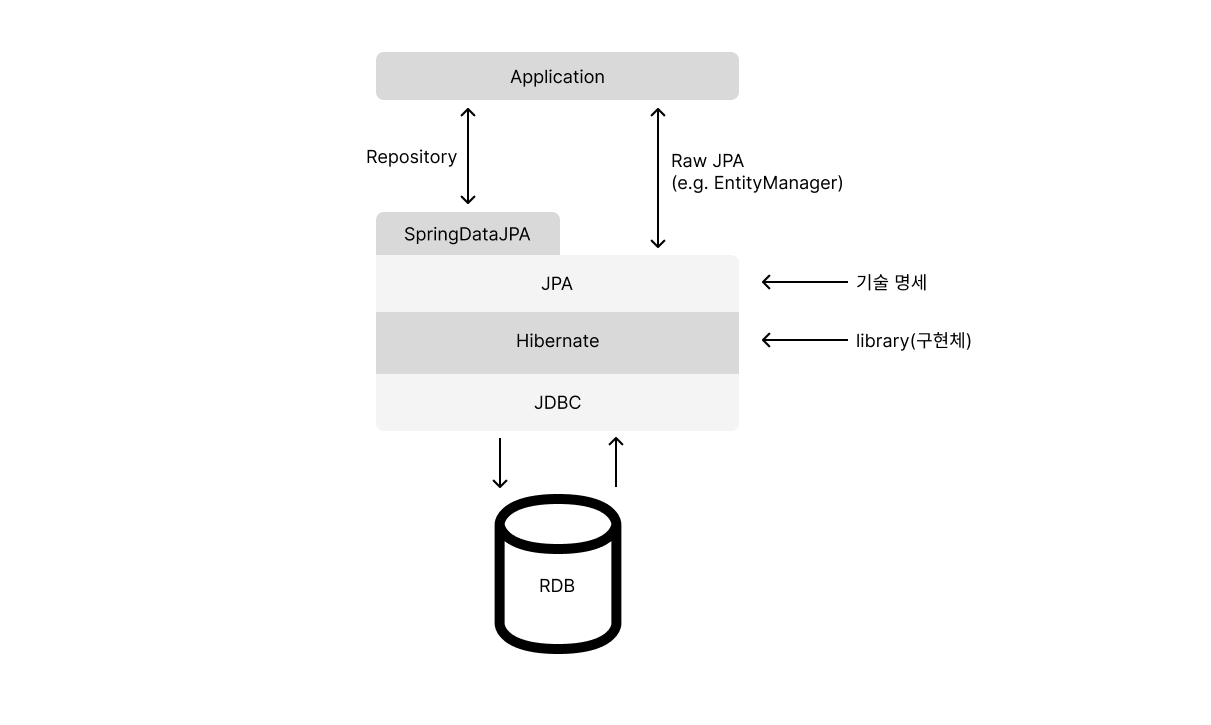 Application
Repository
Raw JPA
(e.g. EntityManager)
SpringDataJPA
JPA
기술 명세
Hibernate
library(구현체)
JDBC
RDB